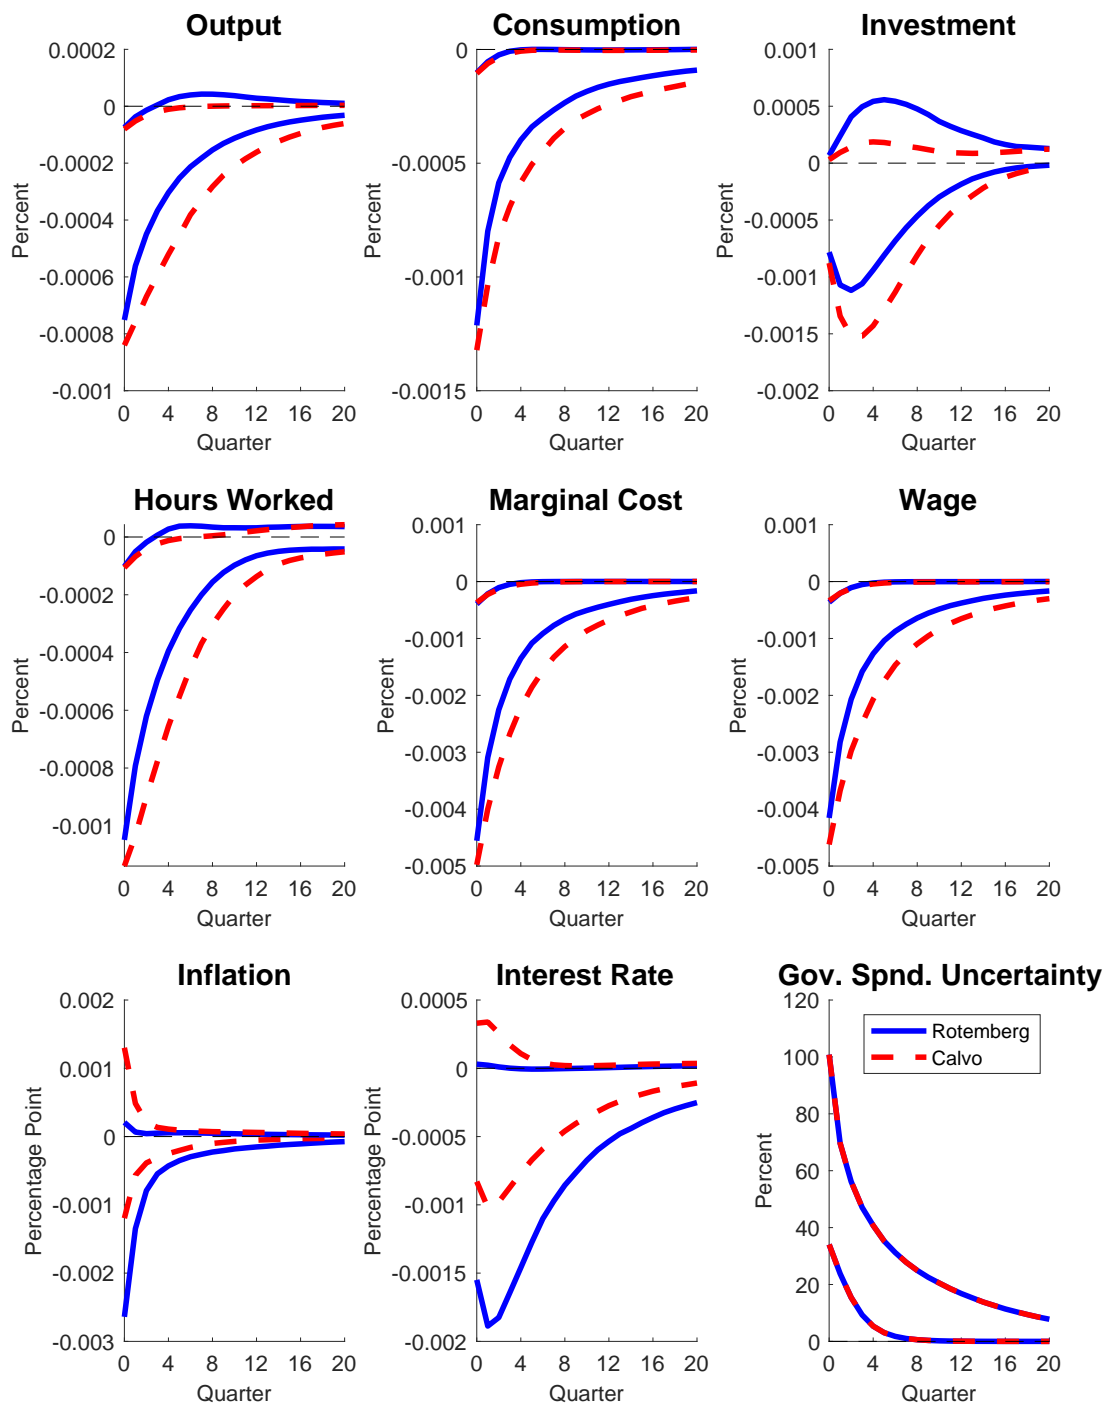 Output
Percent
0.0002
0
-0.0002
-0.0004
-0.0006
-0.0008
-0.001
0 4 8 12 16 20
Quarter
Consumption
Percent
0
-0.0005
-0.001
-0.0015
0 4 8 12 16 20
Quarter
Investment
Percent
0.001
0.0005
0
-0.0005
-0.001
-0.0015
-0.002
0 4 8 12 16 20
Quarter
Hours Worked
Percent
0
-0.0002
-0.0004
-0.0006
-0.0008
-0.001
0 4 8 12 16 20
Quarter
Marginal Cost
Percent
0.001
0
-0.001
-0.002
-0.003
-0.004
-0.005
0 4 8 12 16 20
Quarter
Wage
Percent
0.001
0
-0.001
-0.002
-0.003
-0.004
-0.005
0 4 8 12 16 20
Quarter
Inflation
Percentage Point
0.002
0.001
0
-0.001
-0.002
-0.003
0 4 8 12 16 20
Quarter
Interest Rate
Percentage Point
0.0005
0
-0.0005
-0.001
-0.0015
-0.002
0 4 8 12 16 20
Quarter
Gov. Spnd. Uncertainty
Percent
120
100
80
60
40
20
0
Rotemberg
Calvo
0 4 8 12 16 20
Quarter